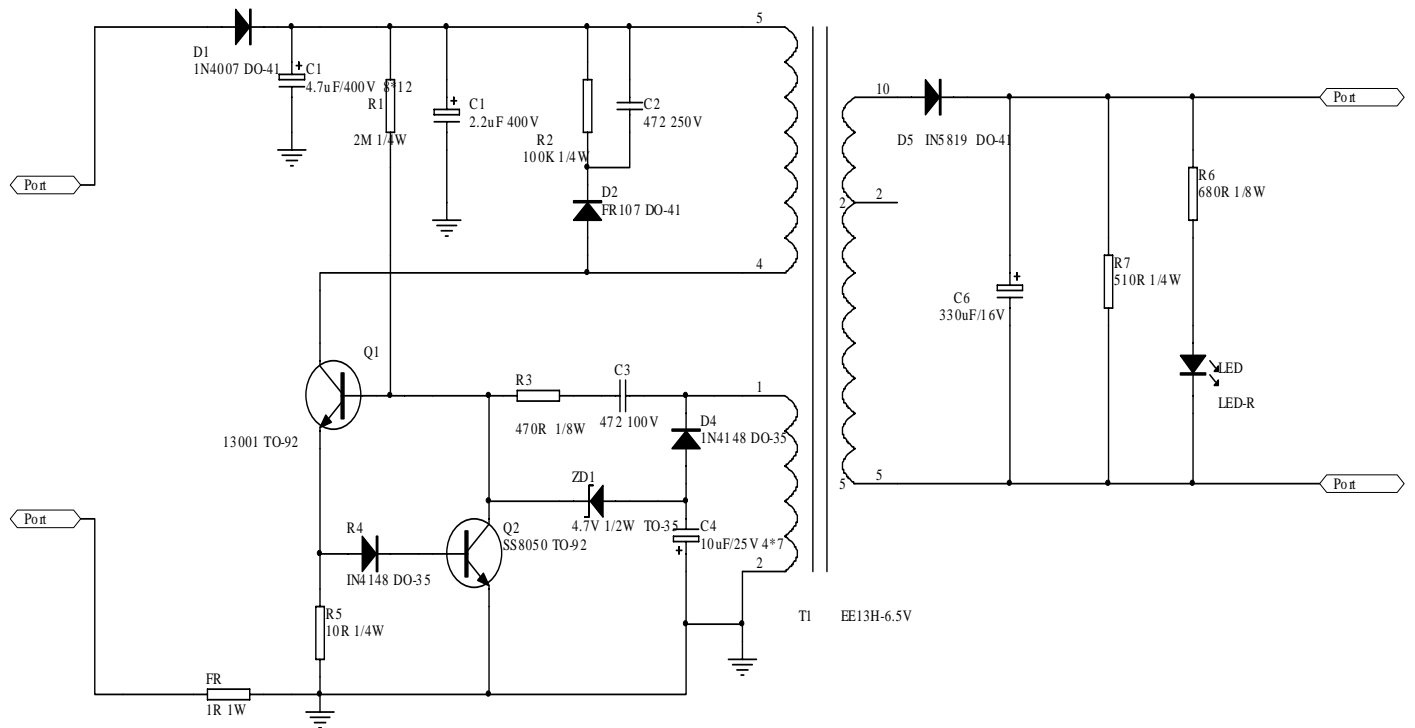 5
D1
1N4007 DO-41
C1
4.7uF/400V 8*12
R1
2M 1/4W
C1
2.2uF 400V
R2
100K 1/4W
C2
472 250V
10
D5 IN5819 DO-41
Port
Port
D2
FR107 DO-41
R6
680R 1/8W
2
2
4
R7
510R 1/4W
C6
330uF/16V
Q1
13001 TO-92
R3
470R 1/8W
C3
472 100V
1
D4
1N4148 DO-35
LED
LED-R
ZD1
4.7V 1/2W TO-35
5
5
Port
Port
R4
IN4148 DO-35
Q2
SS8050 TO-92
C4
10uF/25V 4*7
2
R5
10R 1/4W
T1 EE13H-6.5V
FR
1R 1W